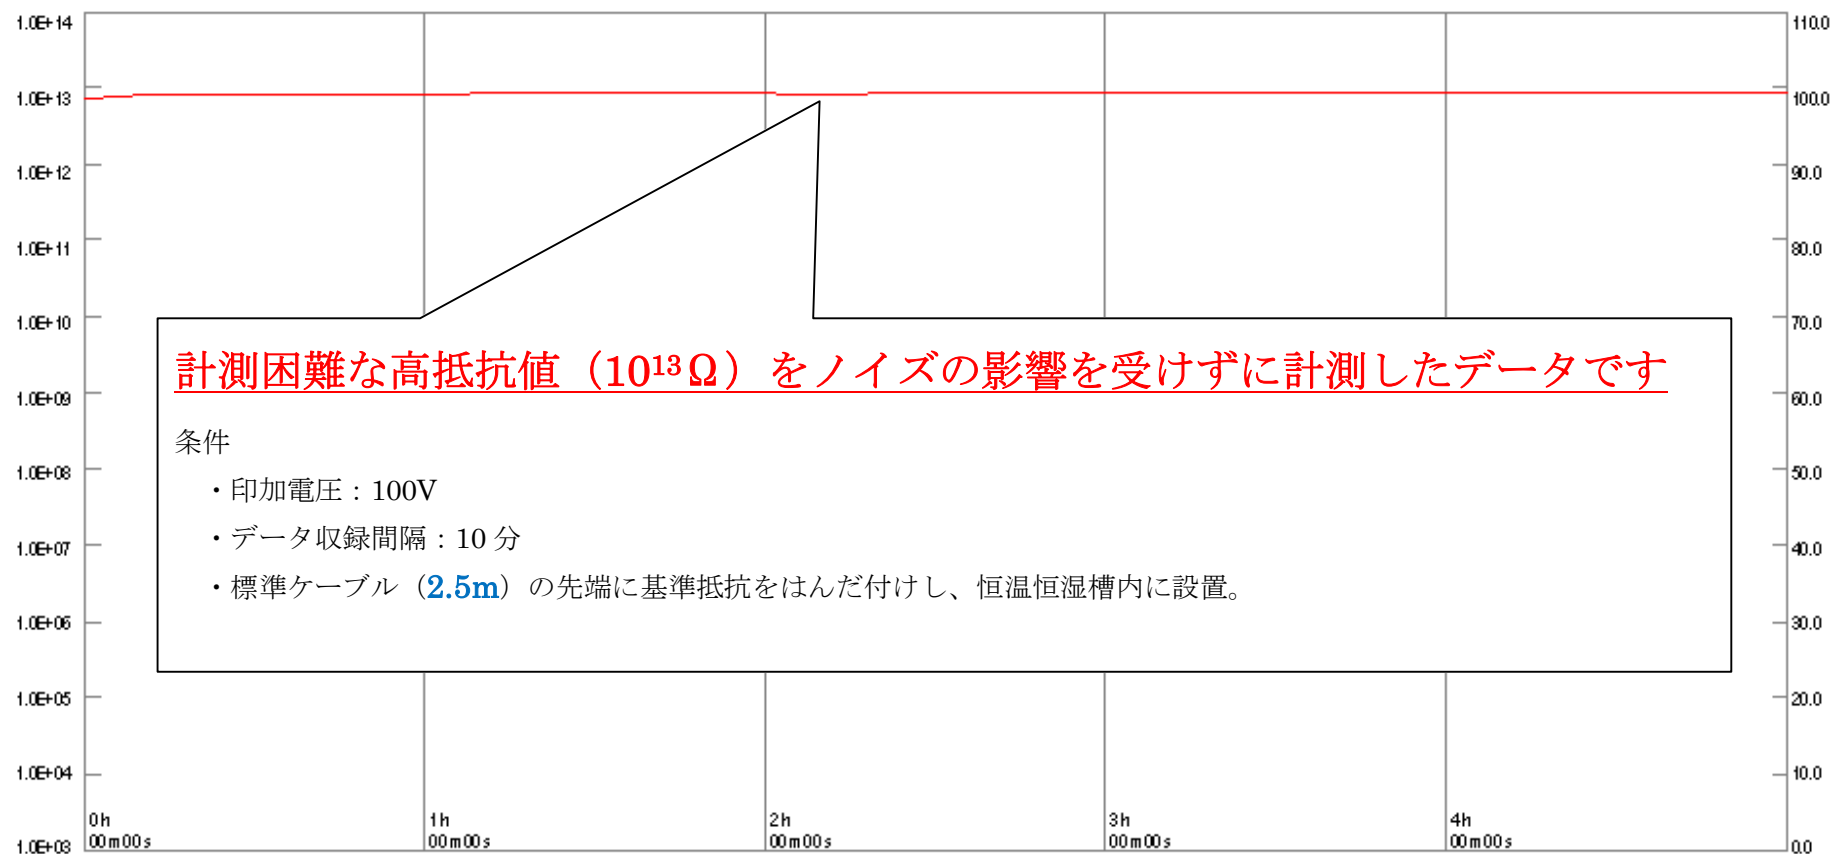 1.0E+14
110.0
1.0E+13
100.0
1.0E+12
90.0
1.0E+11
80.0
1.0E+10
70.0
計測困難な高抵抗値（10¹³Ω）をノイズの影響を受けずに計測したデータです
1.0E+09
60.0
条件
1.0E+08
50.0
・印加電圧：100V
・データ収録間隔：10 分
1.0E+07
40.0
・標準ケーブル（2.5m）の先端に基準抵抗をはんだ付けし、恒温恒湿槽内に設置。
1.0E+06
30.0
1.0E+05
20.0
1.0E+04
10.0
0h 1h 2h 3h 4h
00m00s 00m00s 00m00s 00m00s 00m00s
1.0E+03
0.0